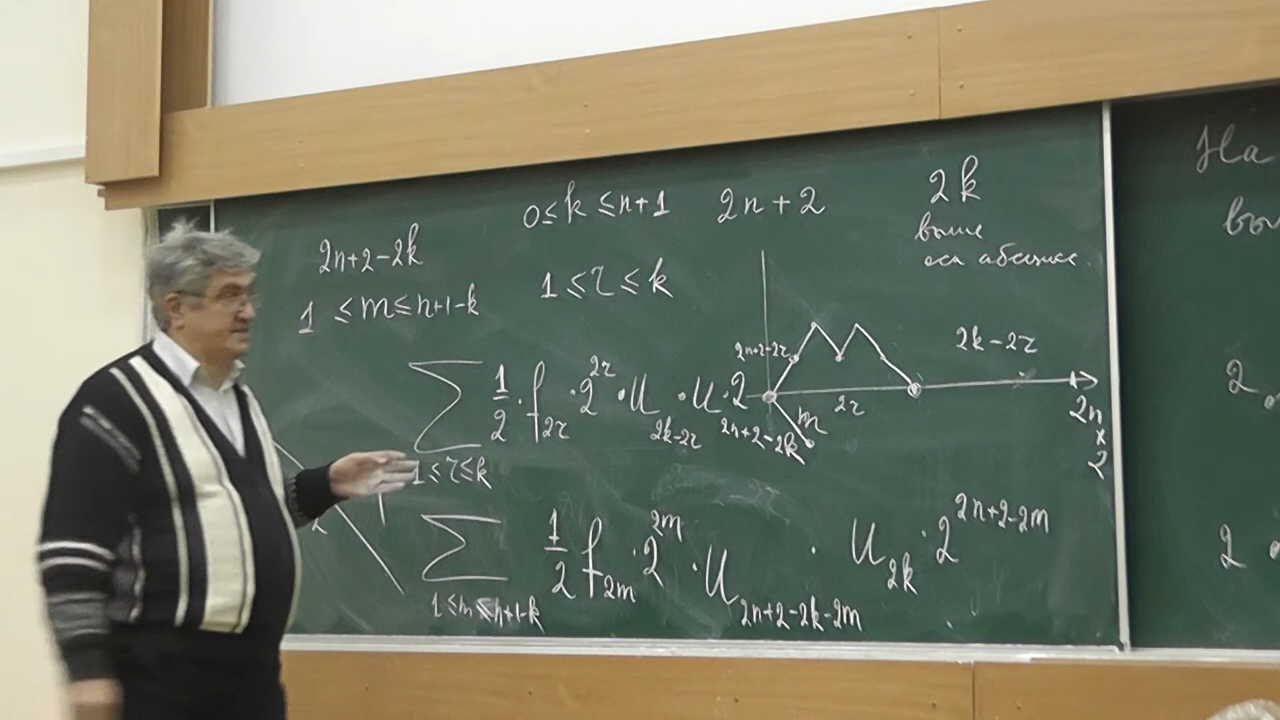 0≤k≤n+1 2n+2
2k
выше
оси абсцисс
2n+2-2k
1≤m≤n+1-k
1≤r≤k
∑ 1/2 · f_{2r} · 2^{2r} · u_{2k-2r} · u_{2n+2-2k} · 2^{2n+2-2r}
1≤r≤k
2r
2k-2r
m
2n+2
∑ 1/2 f_{2m} · 2^{2m} · u_{2n+2-2k-2m} · u_{2k} · 2^{2n+2-2m}
1≤m≤n+1-k
На
2
2